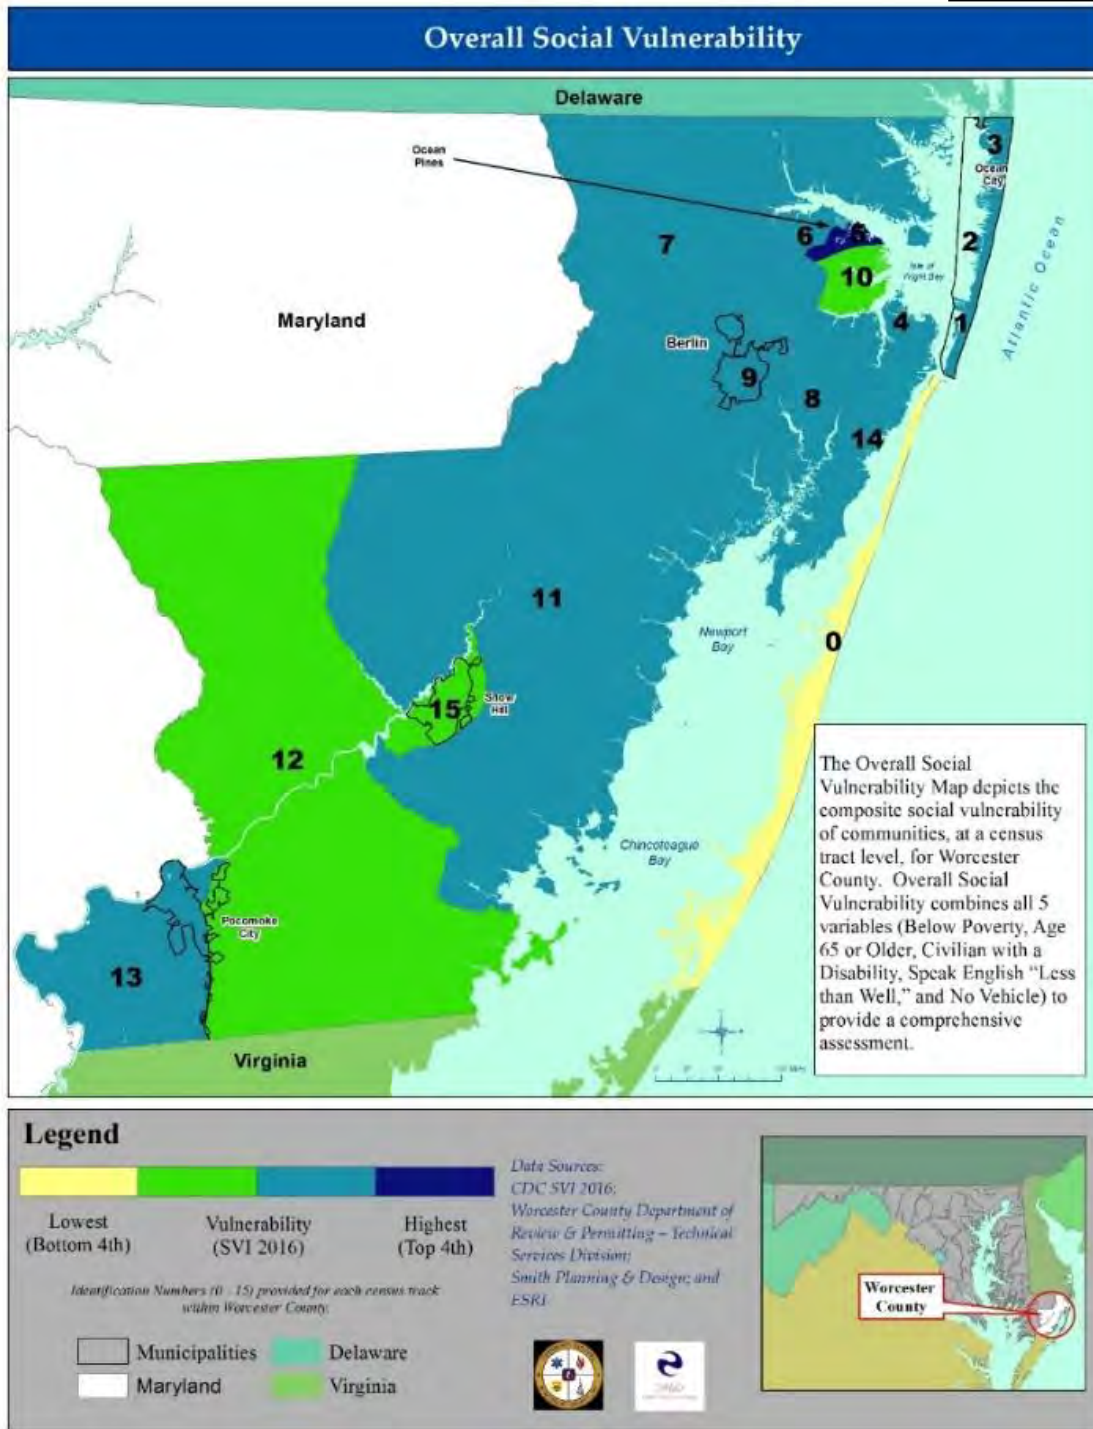 Overall Social Vulnerability
Delaware
Ocean
Pines
3
Ocean
City
6
5
7
2
Isle of
Wight Bay
10
Atlantic Ocean
Maryland
4
1
Berlin
9
8
14
11
Newport
Bay
0
15
Snow
Hill
12
The Overall Social
Vulnerability Map depicts the
composite social vulnerability
of communities, at a census
tract level, for Worcester
County. Overall Social
Vulnerability combines all 5
variables (Below Poverty, Age
65 or Older, Civilian with a
Disability, Speak English “Less
than Well,” and No Vehicle) to
provide a comprehensive
assessment.
Chincoteague
Bay
Pocomoke
City
13
Virginia
Legend
Lowest
(Bottom 4th)
Vulnerability
(SVI 2016)
Highest
(Top 4th)
Identification Numbers (0 - 15) provided for each census track
within Worcester County.
Municipalities
Delaware
Maryland
Virginia
Data Sources:
CDC SVI 2016;
Worcester County Department of
Review & Permitting – Technical
Services Division;
Smith Planning & Design; and
ESRI
Worcester
County